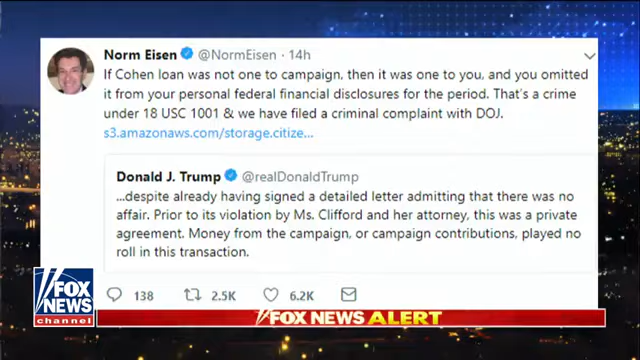 Norm Eisen @NormEisen · 14h
If Cohen loan was not one to campaign, then it was one to you, and you omitted
it from your personal federal financial disclosures for the period. That's a crime
under 18 USC 1001 & we have filed a criminal complaint with DOJ.
s3.amazonaws.com/storage.citize...
Donald J. Trump @realDonaldTrump
...despite already having signed a detailed letter admitting that there was no
affair. Prior to its violation by Ms. Clifford and her attorney, this was a private
agreement. Money from the campaign, or campaign contributions, played no
roll in this transaction.
138 2.5K 6.2K
FOX
NEWS
channel
FOX NEWS ALERT